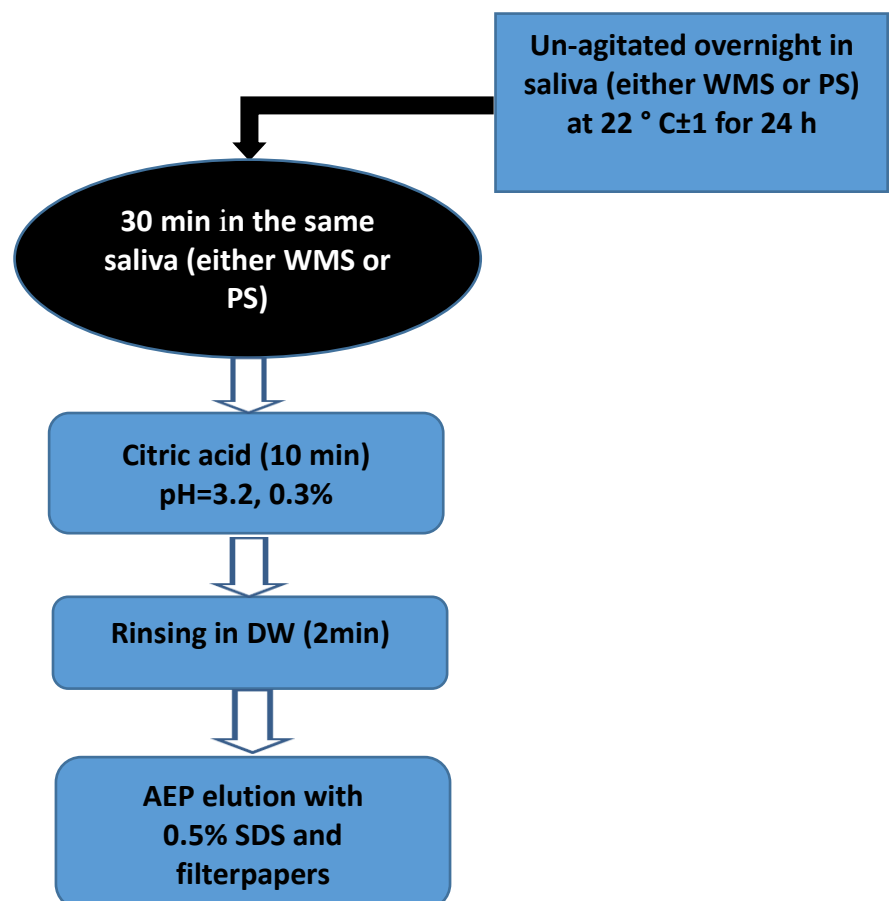 Un-agitated overnight in
saliva (either WMS or PS)
at 22 ° C±1 for 24 h
30 min in the same
saliva (either WMS or
PS)
Citric acid (10 min)
pH=3.2, 0.3%
Rinsing in DW (2min)
AEP elution with
0.5% SDS and
filterpapers